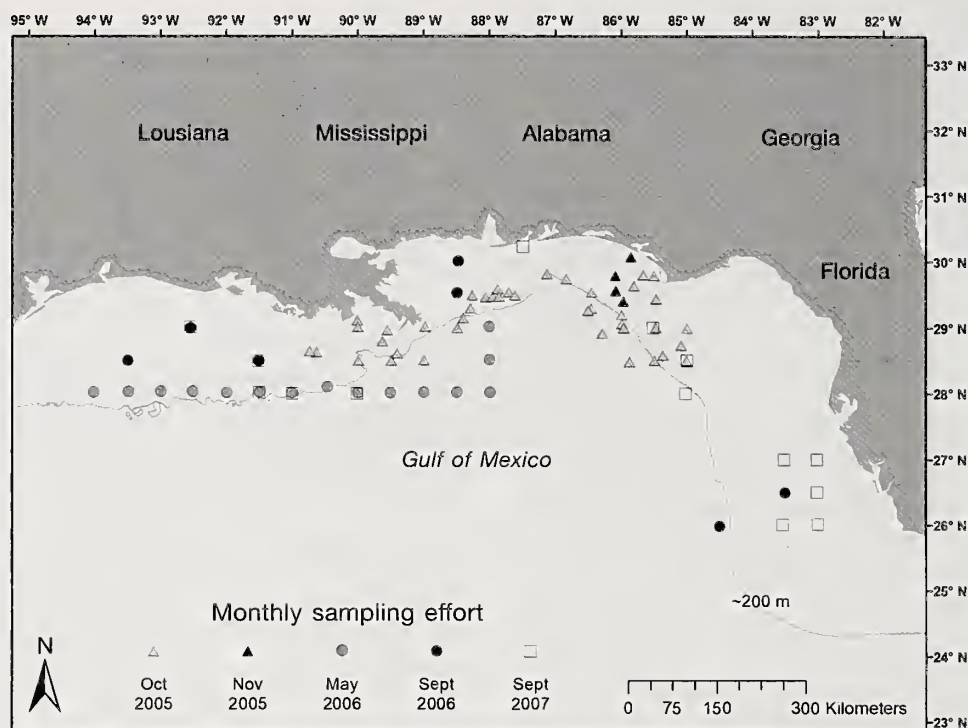 95° W 94° W 93° W 92° W 91° W 90° W 89° W 88° W 87° W 86° W 85° W 84° W 83° W 82° W
33° N
32° N
Lousiana Mississippi Alabama Georgia
31° N
30° N
Florida
29° N
28° N
27° N
Gulf of Mexico
26° N
25° N
~200 m
Monthly sampling effort
24° N
N
Oct Nov May Sept Sept
2005 2005 2006 2006 2007
0 75 150 300 Kilometers
23° N